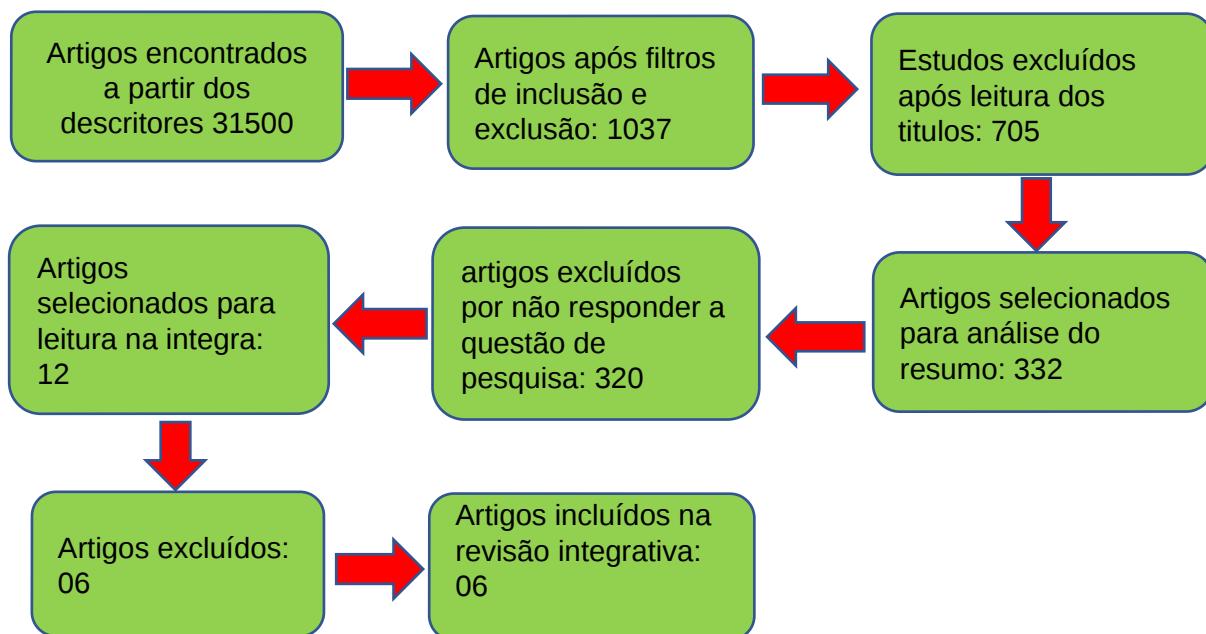 Artigos encontrados
a partir dos
descritores 31500
Artigos após filtros
de inclusão e
exclusão: 1037
Estudos excluídos
após leitura dos
titulos: 705
Artigos selecionados
para análise do
resumo: 332
artigos excluídos
por não responder a
questão de
pesquisa: 320
Artigos
selecionados para
leitura na integra:
12
Artigos excluídos:
06
Artigos incluídos na
revisão integrativa:
06